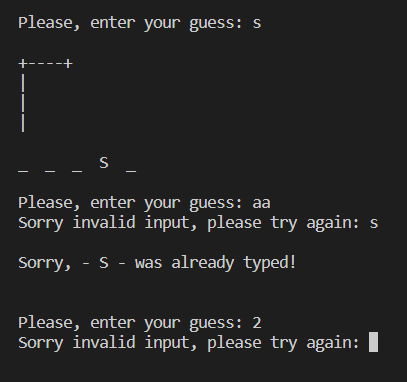 Please, enter your guess: s
+----+
|
|
|
_ _ _ S _
Please, enter your guess: aa
Sorry invalid input, please try again: s
Sorry, - S - was already typed!
Please, enter your guess: 2
Sorry invalid input, please try again: